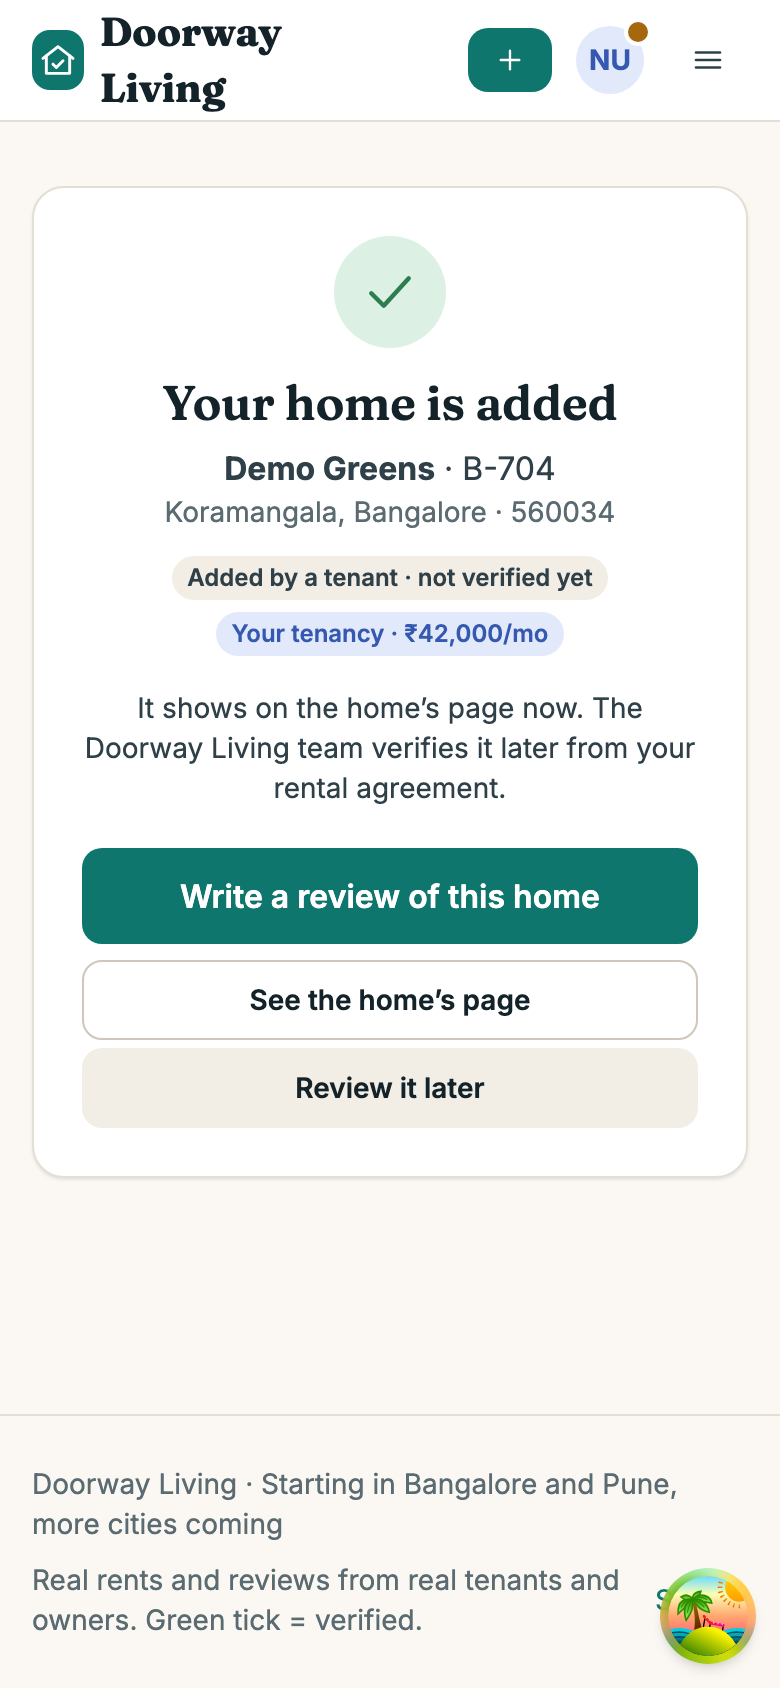 Doorway
Living
NU
Your home is added
Demo Greens · B-704
Koramangala, Bangalore · 560034
Added by a tenant · not verified yet
Your tenancy · ₹42,000/mo
It shows on the home’s page now. The
Doorway Living team verifies it later from your
rental agreement.
Write a review of this home
See the home’s page
Review it later
Doorway Living · Starting in Bangalore and Pune,
more cities coming
Real rents and reviews from real tenants and
owners. Green tick = verified.